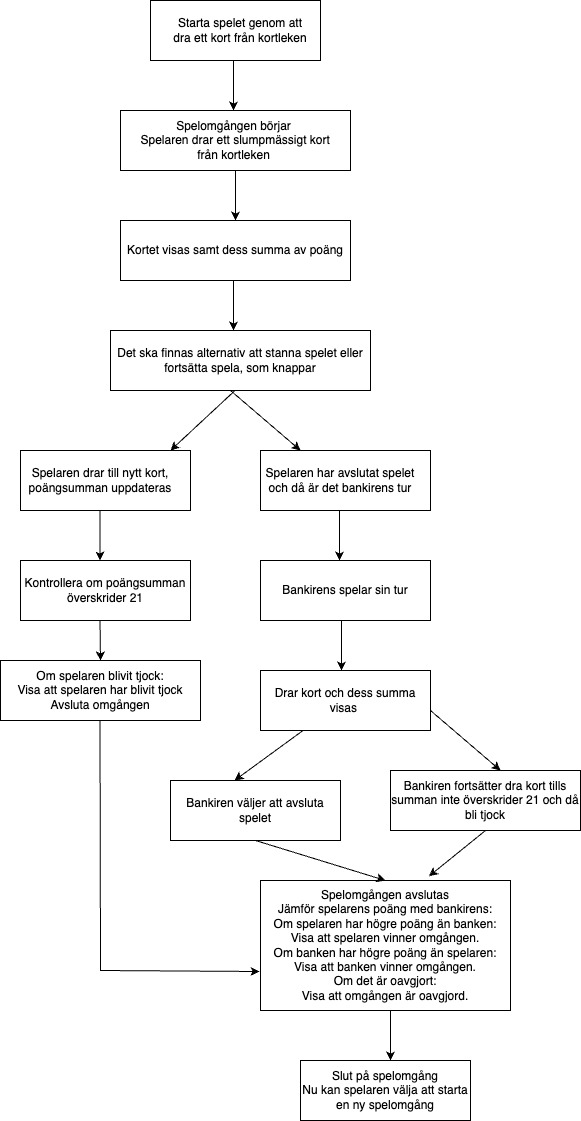 Starta spelet genom att
dra ett kort från kortleken
Spelomgången börjar
Spelaren drar ett slumpmässigt kort
från kortleken
Kortet visas samt dess summa av poäng
Det ska finnas alternativ att stanna spelet eller
fortsätta spela, som knappar
Spelaren drar till nytt kort,
poängsumman uppdateras
Spelaren har avslutat spelet
och då är det bankirens tur
Kontrollera om poängsumman
överskrider 21
Bankirens spelar sin tur
Om spelaren blivit tjock:
Visa att spelaren har blivit tjock
Avsluta omgången
Drar kort och dess summa
visas
Bankiren väljer att avsluta
spelet
Bankiren fortsätter dra kort tills
summan inte överskrider 21 och då
bli tjock
Spelomgången avslutas
Jämför spelarens poäng med bankirens:
Om spelaren har högre poäng än banken:
Visa att spelaren vinner omgången.
Om banken har högre poäng än spelaren:
Visa att banken vinner omgången.
Om det är oavgjort:
Visa att omgången är oavgjord.
Slut på spelomgång
Nu kan spelaren välja att starta
en ny spelomgång